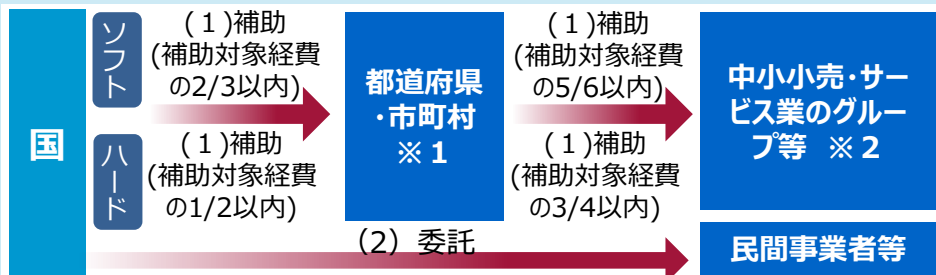 国
ソフト
(１)補助
(補助対象経費
の2/3以内)
ハード
(１)補助
(補助対象経費
の1/2以内)
都道府県
・市町村
※１
(１)補助
(補助対象経費
の5/6以内)
(１)補助
(補助対象経費
の3/4以内)
中小小売・サー
ビス業のグルー
プ等 ※２
（2）委託
民間事業者等